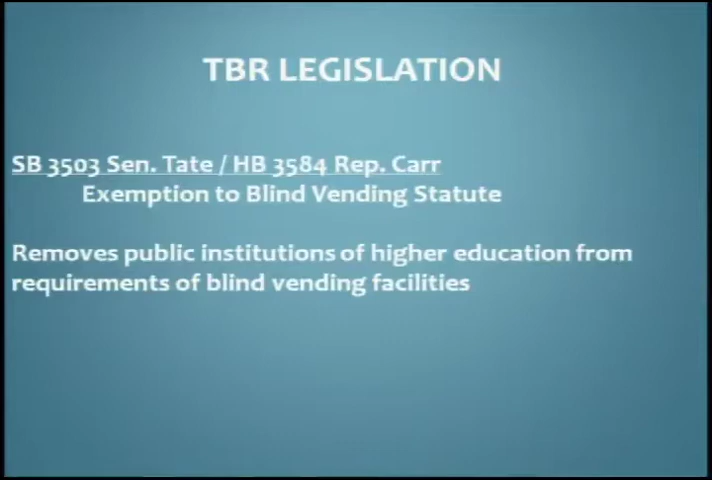 TBR LEGISLATION
SB 3503 Sen. Tate / HB 3584 Rep. Carr
Exemption to Blind Vending Statute
Removes public institutions of higher education from
requirements of blind vending facilities